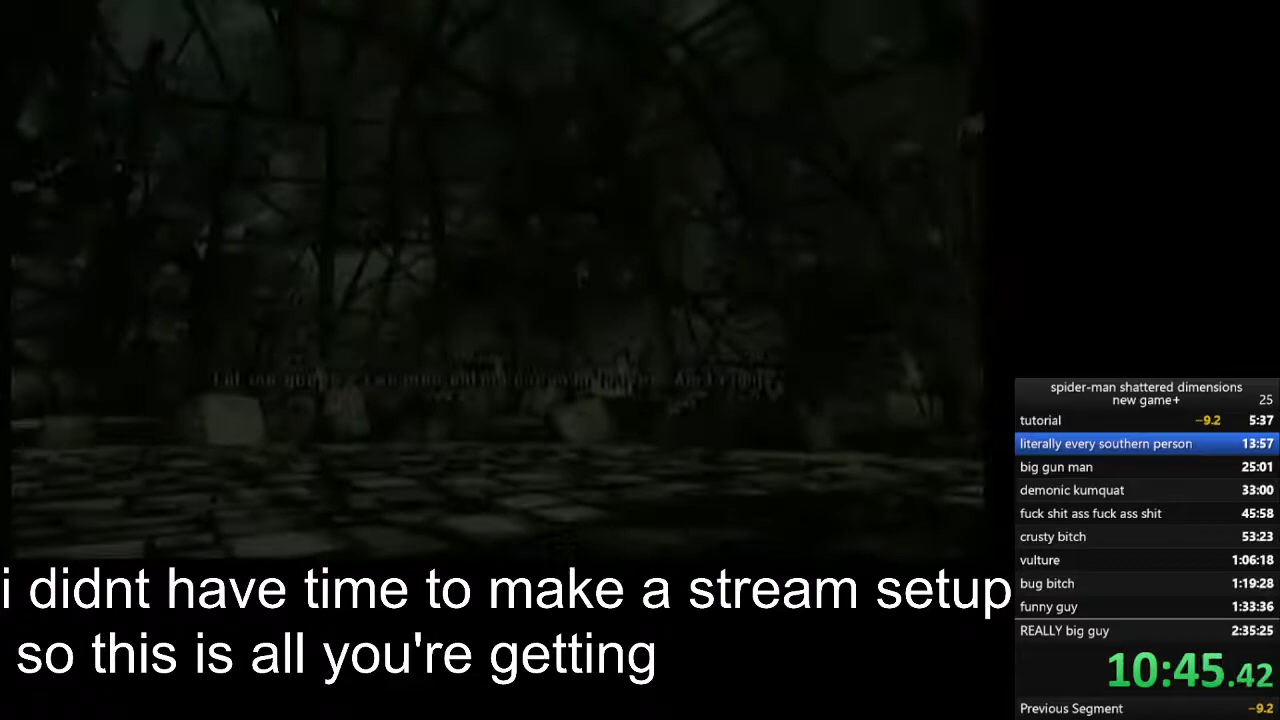 spider-man shattered dimensions
new game+ 25
tutorial −9.2 5:37
literally every southern person 13:57
big gun man 25:01
demonic kumquat 33:00
fuck shit ass fuck ass shit 45:58
crusty bitch 53:23
vulture 1:06:18
bug bitch 1:19:28
funny guy 1:33:36
REALLY big guy 2:35:25
10:45.42
Previous Segment −9.2
i didnt have time to make a stream setup
so this is all you're getting